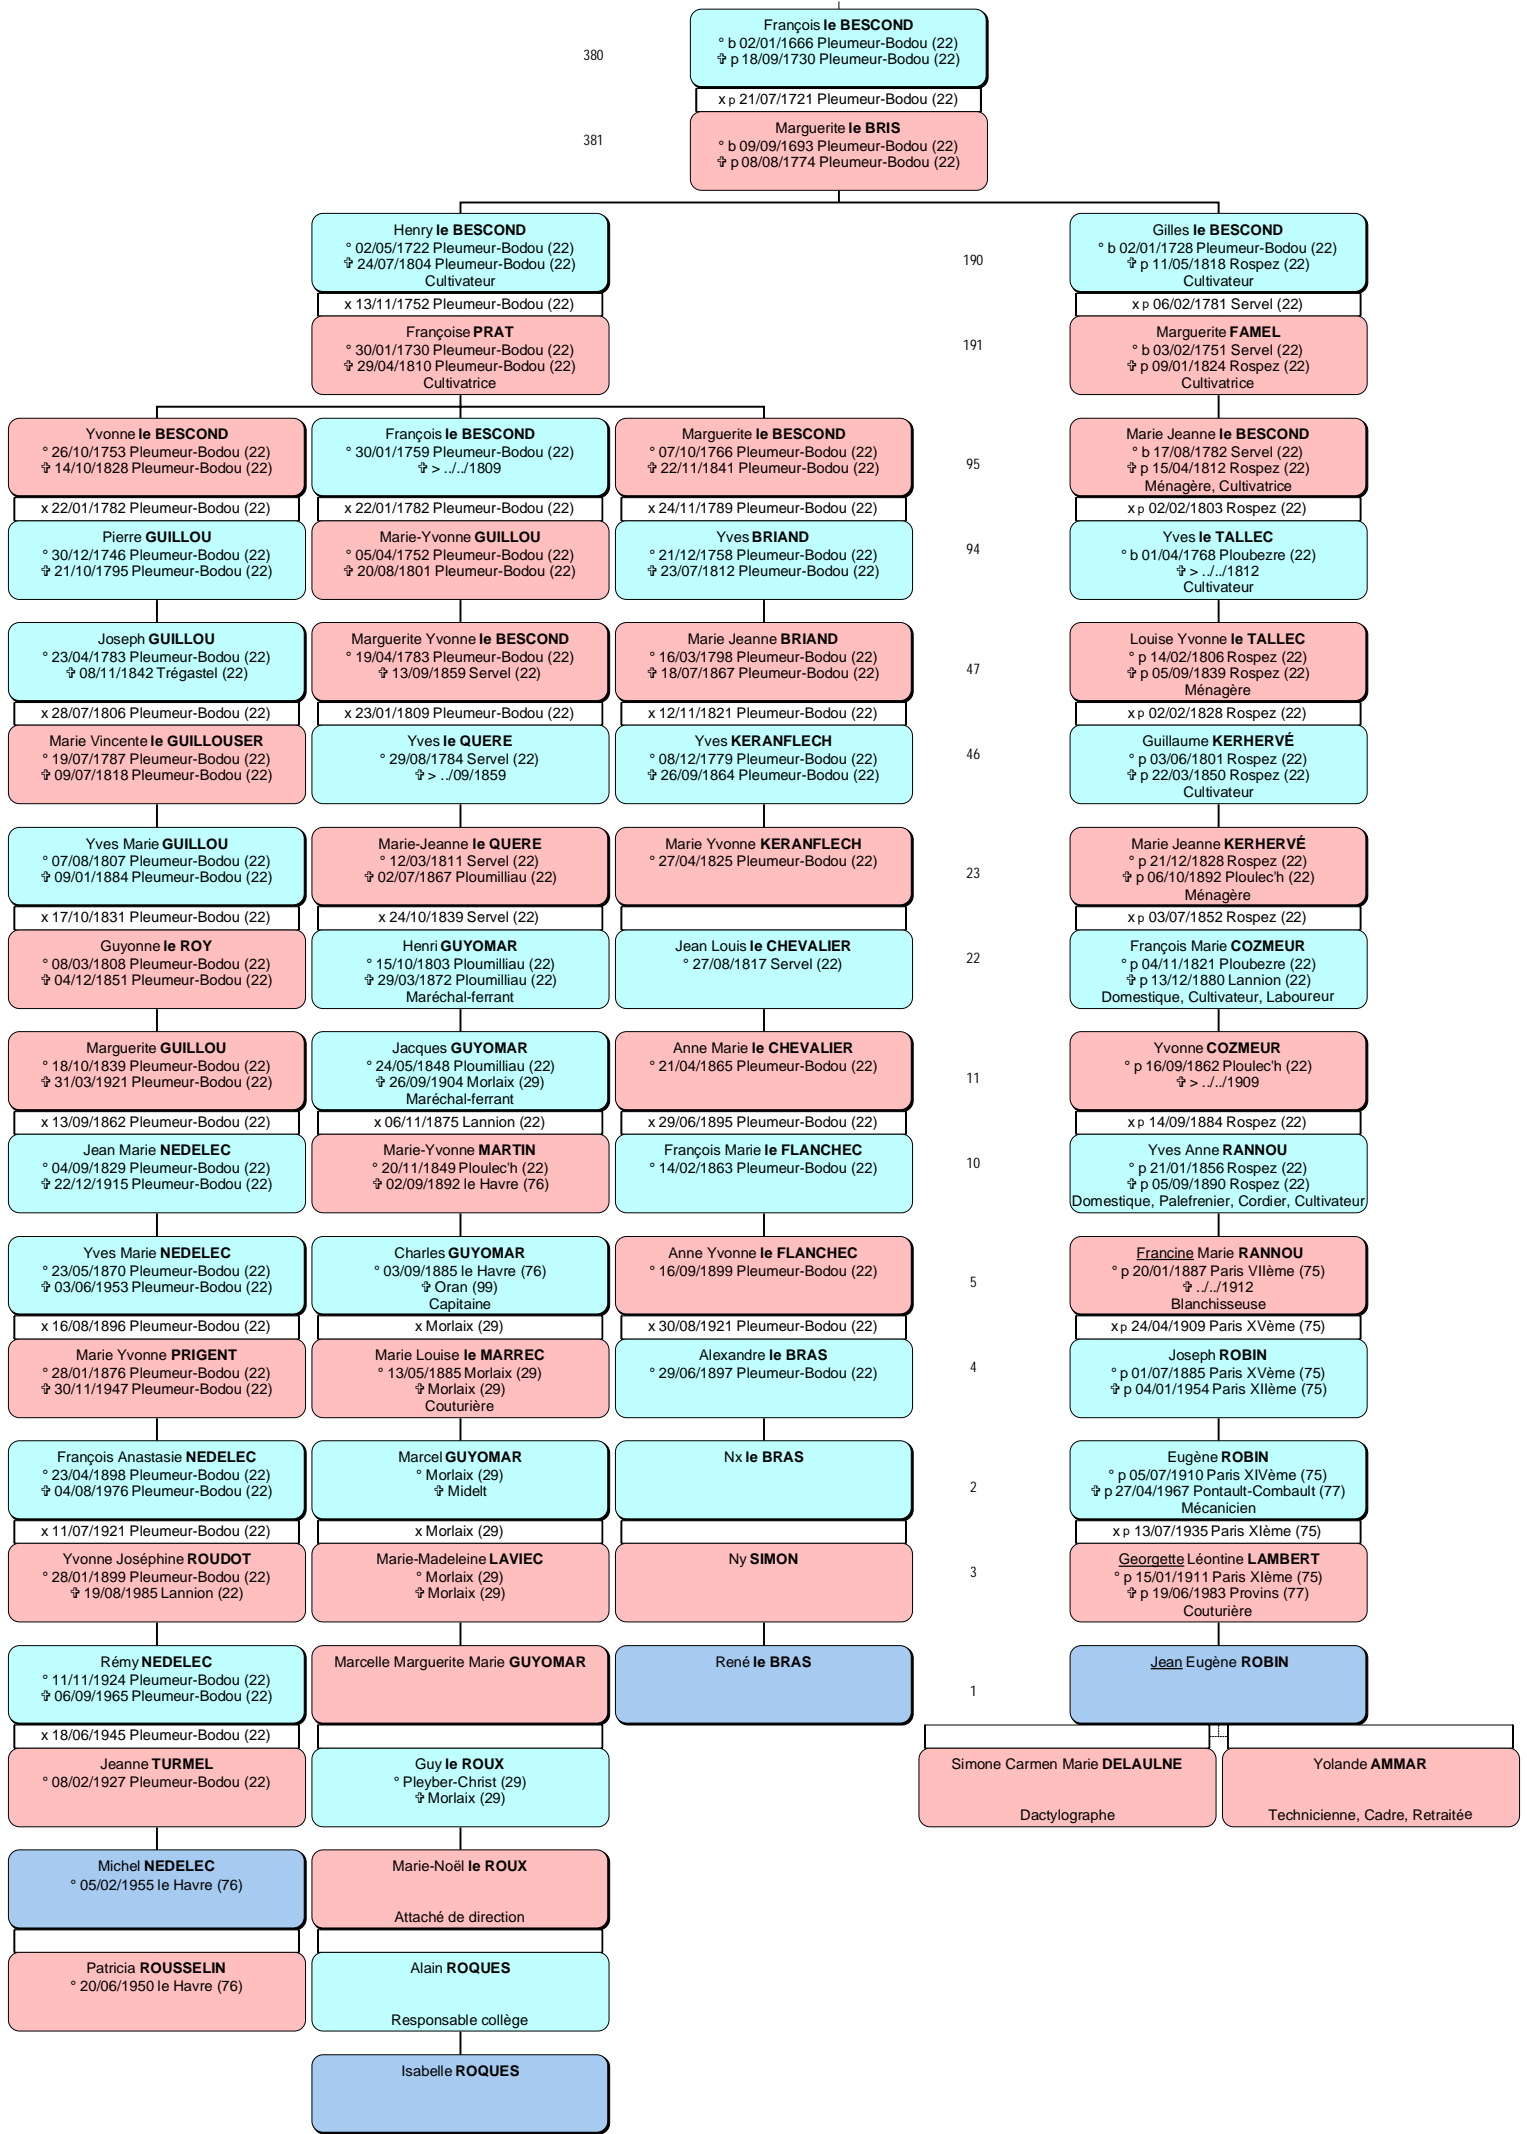 François le BESCOND
° b 02/01/1666 Pleumeur-Bodou (22)
✞ p 18/09/1730 Pleumeur-Bodou (22)
380
x p 21/07/1721 Pleumeur-Bodou (22)
Marguerite le BRIS
° b 09/09/1693 Pleumeur-Bodou (22)
✞ p 08/08/1774 Pleumeur-Bodou (22)
381
Henry le BESCOND
° 02/05/1722 Pleumeur-Bodou (22)
✞ 24/07/1804 Pleumeur-Bodou (22)
Cultivateur
x 13/11/1752 Pleumeur-Bodou (22)
Françoise PRAT
° 30/01/1730 Pleumeur-Bodou (22)
✞ 29/04/1810 Pleumeur-Bodou (22)
Cultivatrice
190
191
Gilles le BESCOND
° b 02/01/1728 Pleumeur-Bodou (22)
✞ p 11/05/1818 Rospez (22)
Cultivateur
x p 06/02/1781 Servel (22)
Marguerite FAMEL
° b 03/02/1751 Servel (22)
✞ p 09/01/1824 Rospez (22)
Cultivatrice
Yvonne le BESCOND
° 26/10/1753 Pleumeur-Bodou (22)
✞ 14/10/1828 Pleumeur-Bodou (22)
x 22/01/1782 Pleumeur-Bodou (22)
Pierre GUILLOU
° 30/12/1746 Pleumeur-Bodou (22)
✞ 21/10/1795 Pleumeur-Bodou (22)
François le BESCOND
° 30/01/1759 Pleumeur-Bodou (22)
✞ > ../../1809
x 22/01/1782 Pleumeur-Bodou (22)
Marie-Yvonne GUILLOU
° 05/04/1752 Pleumeur-Bodou (22)
✞ 20/08/1801 Pleumeur-Bodou (22)
Marguerite le BESCOND
° 07/10/1766 Pleumeur-Bodou (22)
✞ 22/11/1841 Pleumeur-Bodou (22)
x 24/11/1789 Pleumeur-Bodou (22)
Yves BRIAND
° 21/12/1758 Pleumeur-Bodou (22)
✞ 23/07/1812 Pleumeur-Bodou (22)
95
94
Marie Jeanne le BESCOND
° b 17/08/1782 Servel (22)
✞ p 15/04/1812 Rospez (22)
Ménagère, Cultivatrice
x p 02/02/1803 Rospez (22)
Yves le TALLEC
° b 01/04/1768 Ploubezre (22)
✞ > ../../1812
Cultivateur
Joseph GUILLOU
° 23/04/1783 Pleumeur-Bodou (22)
✞ 08/11/1842 Trégastel (22)
x 28/07/1806 Pleumeur-Bodou (22)
Marie Vincente le GUILLOUSER
° 19/07/1787 Pleumeur-Bodou (22)
✞ 09/07/1818 Pleumeur-Bodou (22)
Marguerite Yvonne le BESCOND
° 19/04/1783 Pleumeur-Bodou (22)
✞ 13/09/1859 Servel (22)
x 23/01/1809 Pleumeur-Bodou (22)
Yves le QUERE
° 29/08/1784 Servel (22)
✞ > ../09/1859
Marie Jeanne BRIAND
° 16/03/1798 Pleumeur-Bodou (22)
✞ 18/07/1867 Pleumeur-Bodou (22)
x 12/11/1821 Pleumeur-Bodou (22)
Yves KERANFLECH
° 08/12/1779 Pleumeur-Bodou (22)
✞ 26/09/1864 Pleumeur-Bodou (22)
47
46
Louise Yvonne le TALLEC
° p 14/02/1806 Rospez (22)
✞ p 05/09/1839 Rospez (22)
Ménagère
x p 02/02/1828 Rospez (22)
Guillaume KERHERVÉ
° p 03/06/1801 Rospez (22)
✞ p 22/03/1850 Rospez (22)
Cultivateur
Yves Marie GUILLOU
° 07/08/1807 Pleumeur-Bodou (22)
✞ 09/01/1884 Pleumeur-Bodou (22)
x 17/10/1831 Pleumeur-Bodou (22)
Guyonne le ROY
° 08/03/1808 Pleumeur-Bodou (22)
✞ 04/12/1851 Pleumeur-Bodou (22)
Marie-Jeanne le QUERE
° 12/03/1811 Servel (22)
✞ 02/07/1867 Ploumilliau (22)
x 24/10/1839 Servel (22)
Henri GUYOMAR
° 15/10/1803 Ploumilliau (22)
✞ 29/03/1872 Ploumilliau (22)
Maréchal-ferrant
Marie Yvonne KERANFLECH
° 27/04/1825 Pleumeur-Bodou (22)
Jean Louis le CHEVALIER
° 27/08/1817 Servel (22)
23
22
Marie Jeanne KERHERVÉ
° p 21/12/1828 Rospez (22)
✞ p 06/10/1892 Ploulec'h (22)
Ménagère
x p 03/07/1852 Rospez (22)
François Marie COZMEUR
° p 04/11/1821 Ploubezre (22)
✞ p 13/12/1880 Lannion (22)
Domestique, Cultivateur, Laboureur
Marguerite GUILLOU
° 18/10/1839 Pleumeur-Bodou (22)
✞ 31/03/1921 Pleumeur-Bodou (22)
x 13/09/1862 Pleumeur-Bodou (22)
Jean Marie NEDELEC
° 04/09/1829 Pleumeur-Bodou (22)
✞ 22/12/1915 Pleumeur-Bodou (22)
Jacques GUYOMAR
° 24/05/1848 Ploumilliau (22)
✞ 26/09/1904 Morlaix (29)
Maréchal-ferrant
x 06/11/1875 Lannion (22)
Marie-Yvonne MARTIN
° 20/11/1849 Ploulec'h (22)
✞ 02/09/1892 le Havre (76)
Anne Marie le CHEVALIER
° 21/04/1865 Pleumeur-Bodou (22)
x 29/06/1895 Pleumeur-Bodou (22)
François Marie le FLANCHEC
° 14/02/1863 Pleumeur-Bodou (22)
11
10
Yvonne COZMEUR
° p 16/09/1862 Ploulec'h (22)
✞ > ../../1909
x p 14/09/1884 Rospez (22)
Yves Anne RANNOU
° p 21/01/1856 Rospez (22)
✞ p 05/09/1890 Rospez (22)
Domestique, Palefrenier, Cordier, Cultivateur
Yves Marie NEDELEC
° 23/05/1870 Pleumeur-Bodou (22)
✞ 03/06/1953 Pleumeur-Bodou (22)
x 16/08/1896 Pleumeur-Bodou (22)
Marie Yvonne PRIGENT
° 28/01/1876 Pleumeur-Bodou (22)
✞ 30/11/1947 Pleumeur-Bodou (22)
Charles GUYOMAR
° 03/09/1885 le Havre (76)
✞ Oran (99)
Capitaine
x Morlaix (29)
Marie Louise le MARREC
° 13/05/1885 Morlaix (29)
✞ Morlaix (29)
Couturière
Anne Yvonne le FLANCHEC
° 16/09/1899 Pleumeur-Bodou (22)
x 30/08/1921 Pleumeur-Bodou (22)
Alexandre le BRAS
° 29/06/1897 Pleumeur-Bodou (22)
5
4
Francine Marie RANNOU
° p 20/01/1887 Paris VIIème (75)
✞ ../../1912
Blanchisseuse
x p 24/04/1909 Paris XVème (75)
Joseph ROBIN
° p 01/07/1885 Paris XVème (75)
✞ p 04/01/1954 Paris XIIème (75)
François Anastasie NEDELEC
° 23/04/1898 Pleumeur-Bodou (22)
✞ 04/08/1976 Pleumeur-Bodou (22)
x 11/07/1921 Pleumeur-Bodou (22)
Yvonne Joséphine ROUDOT
° 28/01/1899 Pleumeur-Bodou (22)
✞ 19/08/1985 Lannion (22)
Marcel GUYOMAR
° Morlaix (29)
✞ Midelt
x Morlaix (29)
Marie-Madeleine LAVIEC
° Morlaix (29)
✞ Morlaix (29)
Nx le BRAS
Ny SIMON
2
3
Eugène ROBIN
° p 05/07/1910 Paris XIVème (75)
✞ p 27/04/1967 Pontault-Combault (77)
Mécanicien
x p 13/07/1935 Paris XIème (75)
Georgette Léontine LAMBERT
° p 15/01/1911 Paris XIème (75)
✞ p 19/06/1983 Provins (77)
Couturière
Rémy NEDELEC
° 11/11/1924 Pleumeur-Bodou (22)
✞ 06/09/1965 Pleumeur-Bodou (22)
x 18/06/1945 Pleumeur-Bodou (22)
Jeanne TURMEL
° 08/02/1927 Pleumeur-Bodou (22)
Marcelle Marguerite Marie GUYOMAR
Guy le ROUX
° Pleyber-Christ (29)
✞ Morlaix (29)
René le BRAS
1
Jean Eugène ROBIN
Simone Carmen Marie DELAULNE
Dactylographe
Yolande AMMAR
Technicienne, Cadre, Retraitée
Michel NEDELEC
° 05/02/1955 le Havre (76)
Patricia ROUSSELIN
° 20/06/1950 le Havre (76)
Marie-Noël le ROUX
Attaché de direction
Alain ROQUES
Responsable collège
Isabelle ROQUES